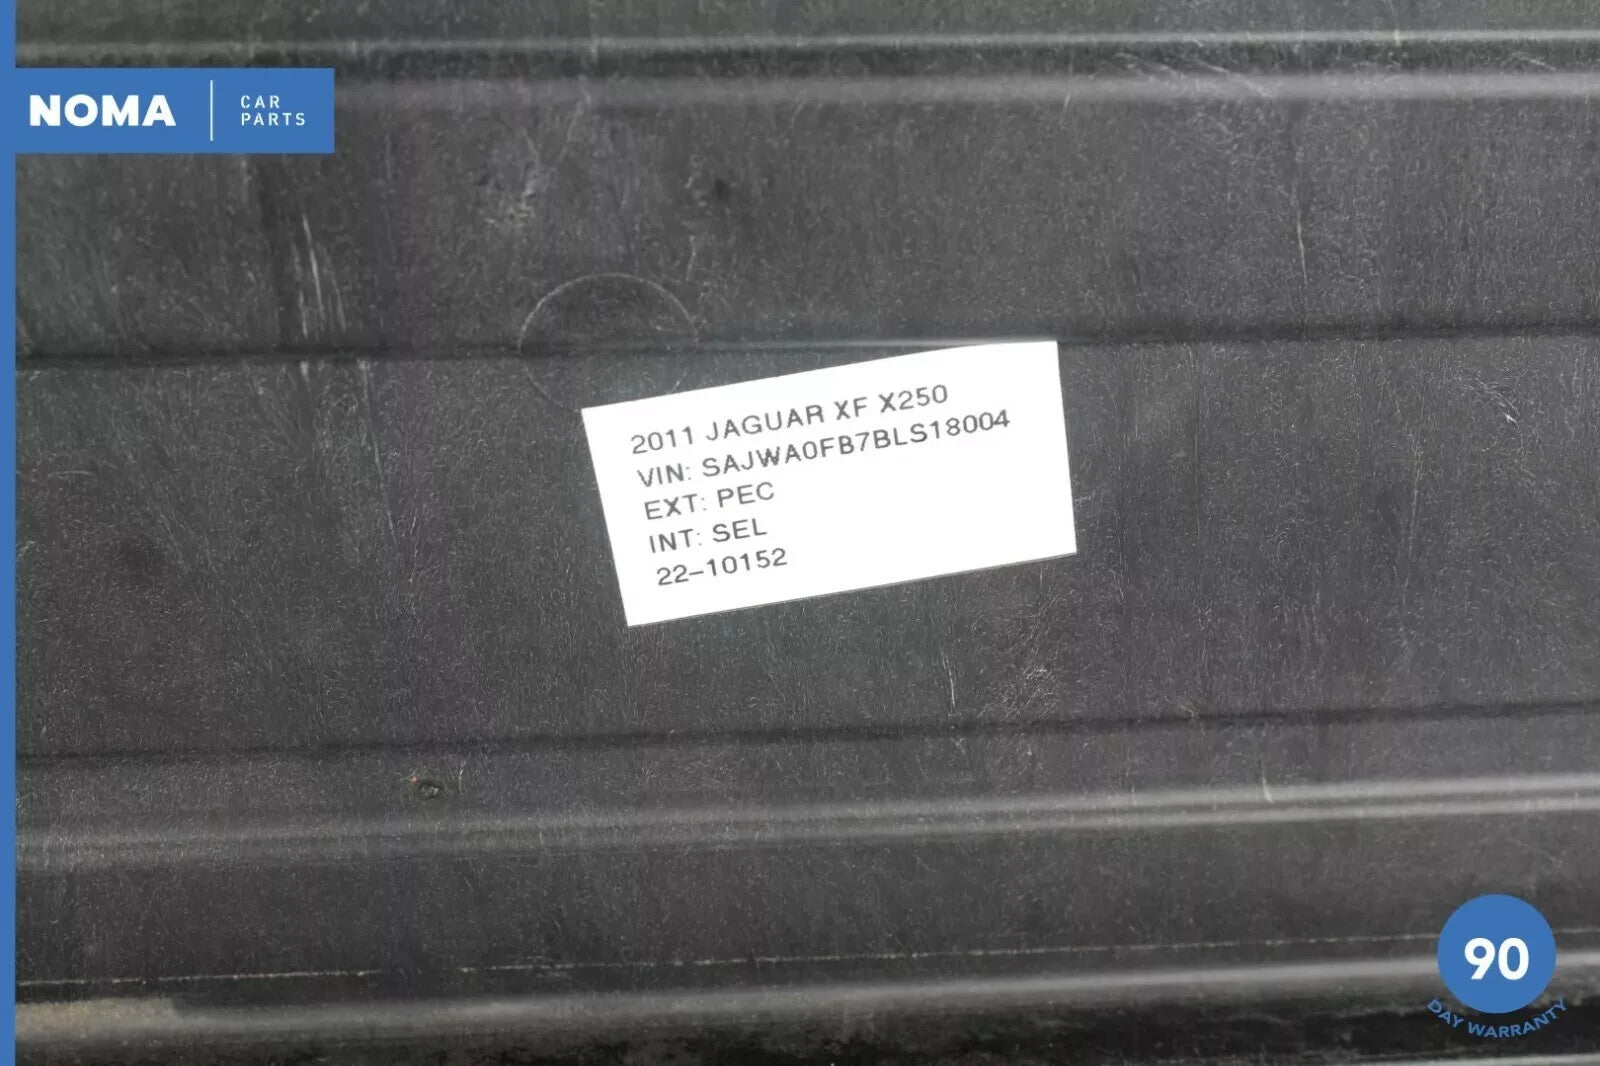 NOMA
CAR
PARTS
2011 JAGUAR XF X250
VIN: SAJWA0FB7BLS18004
EXT: PEC
INT: SEL
22-10152
90
DAY WARRANTY